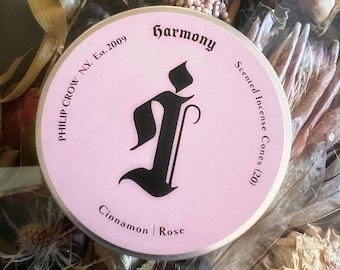 Harmony
PHILIP CROW N.Y. Est. 2009
Scented Incense Cones (20)
i
Cinnamon | Rose